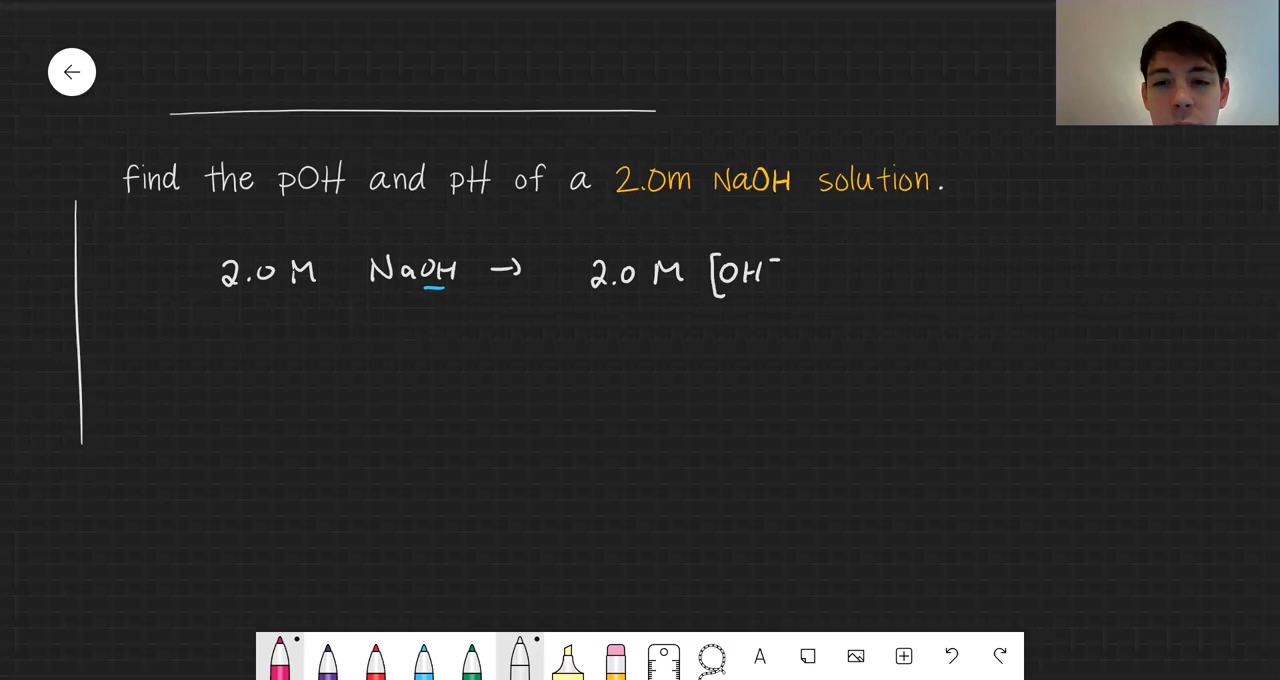 find the pOH and pH of a 2.0m NaOH solution.
2.0 M NaOH → 2.0 M [OH⁻
A